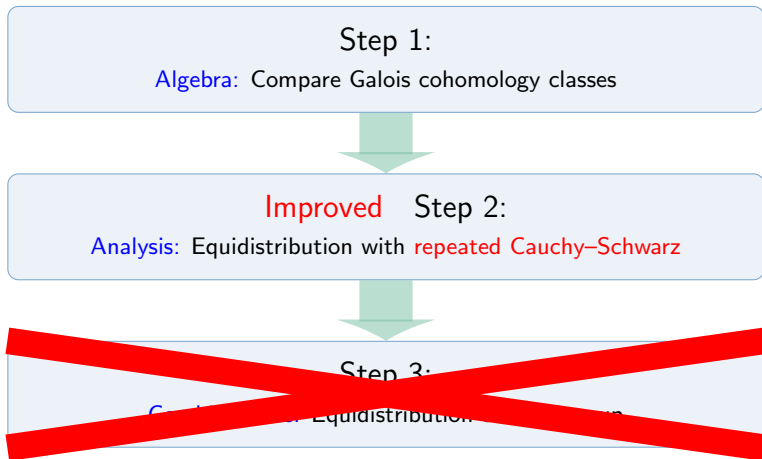 Step 1:
Algebra: Compare Galois cohomology classes
Improved Step 2:
Analysis: Equidistribution with repeated Cauchy–Schwarz
Step 3:
Equidistribution